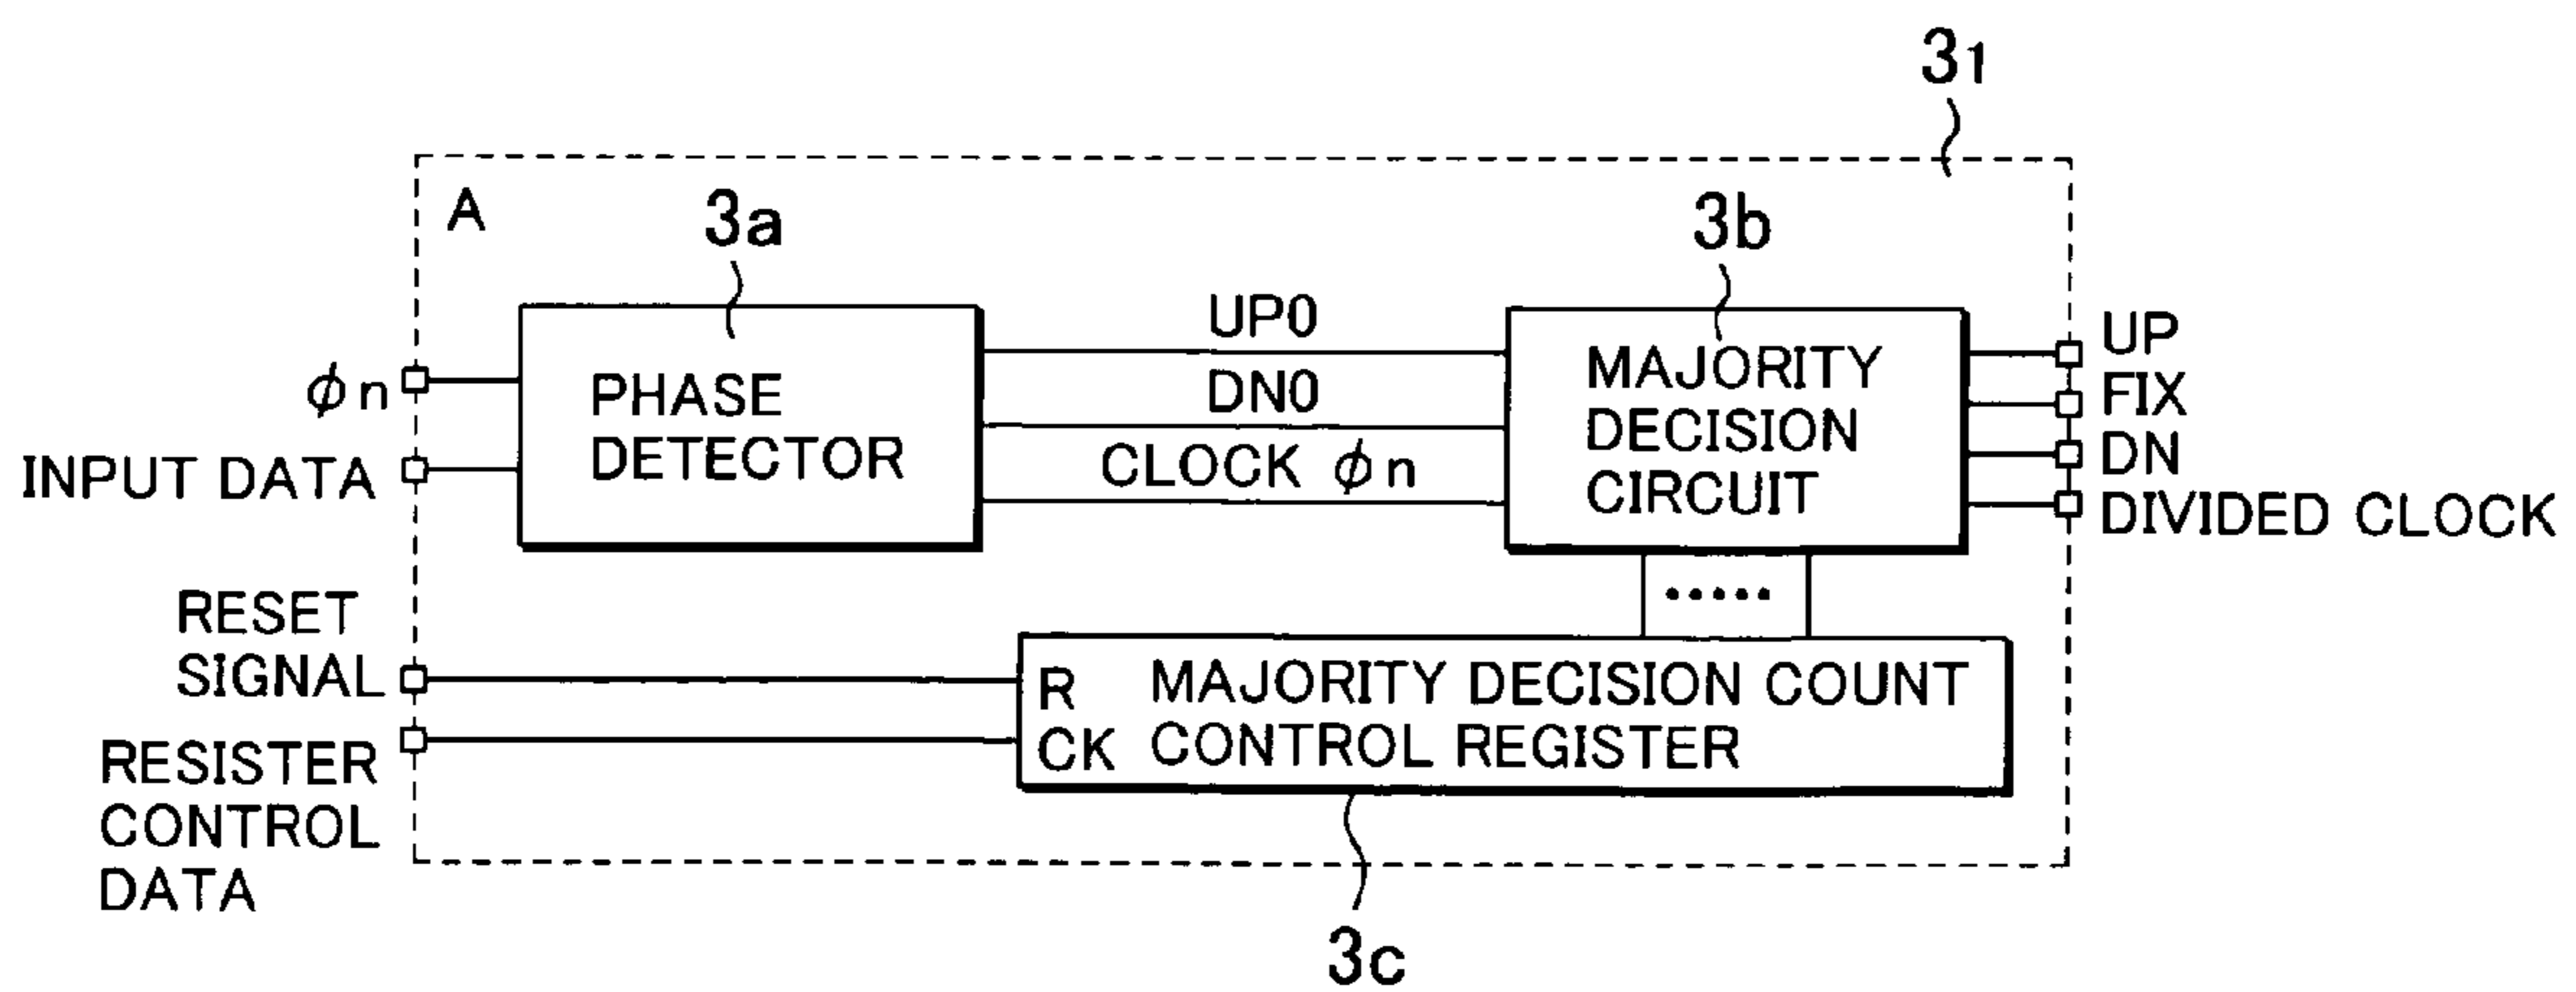 31
A
3a
3b
UP0
DN0
CLOCK ϕn
ϕn
INPUT DATA
PHASE
DETECTOR
MAJORITY
DECISION
CIRCUIT
UP
FIX
DN
DIVIDED CLOCK
RESET
SIGNAL
RESISTER
CONTROL
DATA
R
CK
MAJORITY DECISION COUNT
CONTROL REGISTER
3c